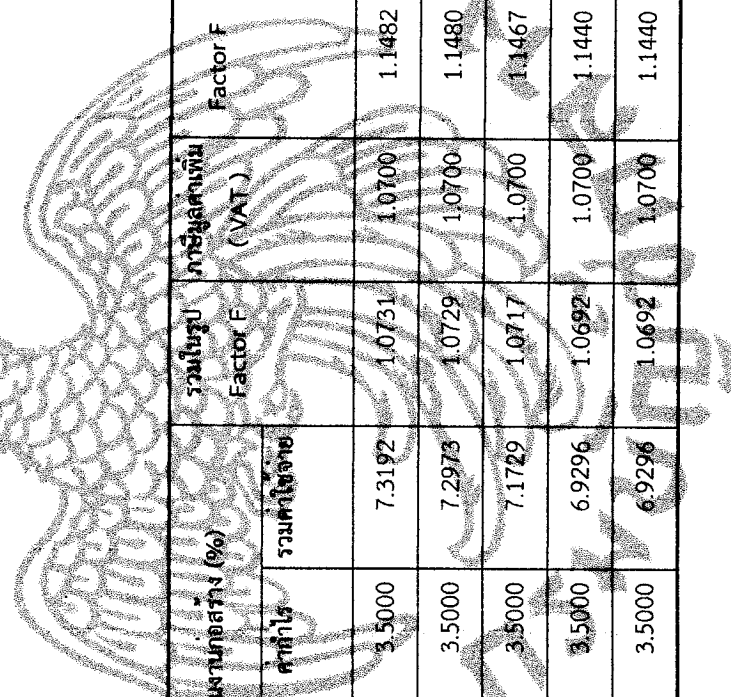 นงานก่อสร้าง (%) รวมในรูป ภาษีมูลค่าเพิ่ม Factor F
Factor F ( VAT )
ค่ากำไร รวมค่าใช้จ่าย
3.5000 7.3192 1.0731 1.0700 1.1482
3.5000 7.2973 1.0729 1.0700 1.1480
3.5000 7.1729 1.0717 1.0700 1.1467
3.5000 6.9296 1.0692 1.0700 1.1440
3.5000 6.9296 1.0692 1.0700 1.1440